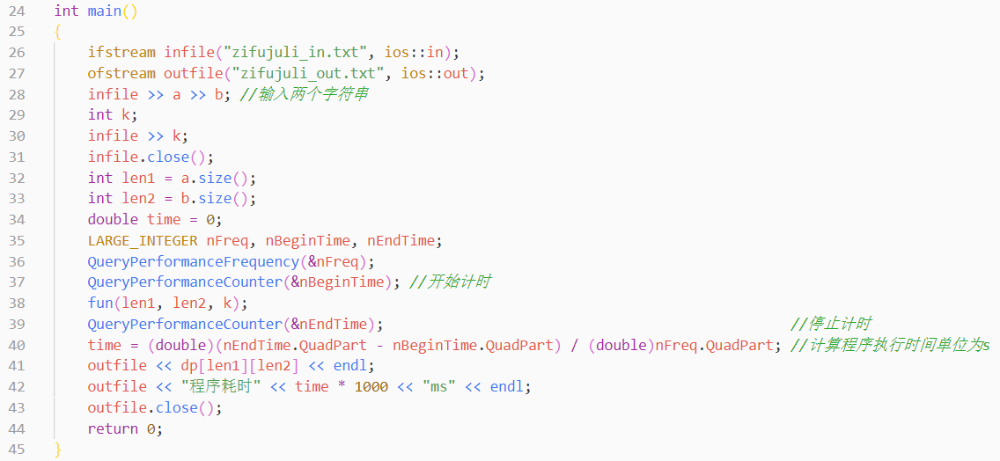 24 int main()
25 {
26     ifstream infile("zifujuli_in.txt", ios::in);
27     ofstream outfile("zifujuli_out.txt", ios::out);
28     infile >> a >> b; //输入两个字符串
29     int k;
30     infile >> k;
31     infile.close();
32     int len1 = a.size();
33     int len2 = b.size();
34     double time = 0;
35     LARGE_INTEGER nFreq, nBeginTime, nEndTime;
36     QueryPerformanceFrequency(&nFreq);
37     QueryPerformanceCounter(&nBeginTime); //开始计时
38     fun(len1, len2, k);
39     QueryPerformanceCounter(&nEndTime);                                                //停止计时
40     time = (double)(nEndTime.QuadPart - nBeginTime.QuadPart) / (double)nFreq.QuadPart; //计算程序执行时间单位为s
41     outfile << dp[len1][len2] << endl;
42     outfile << "程序耗时" << time * 1000 << "ms" << endl;
43     outfile.close();
44     return 0;
45 }